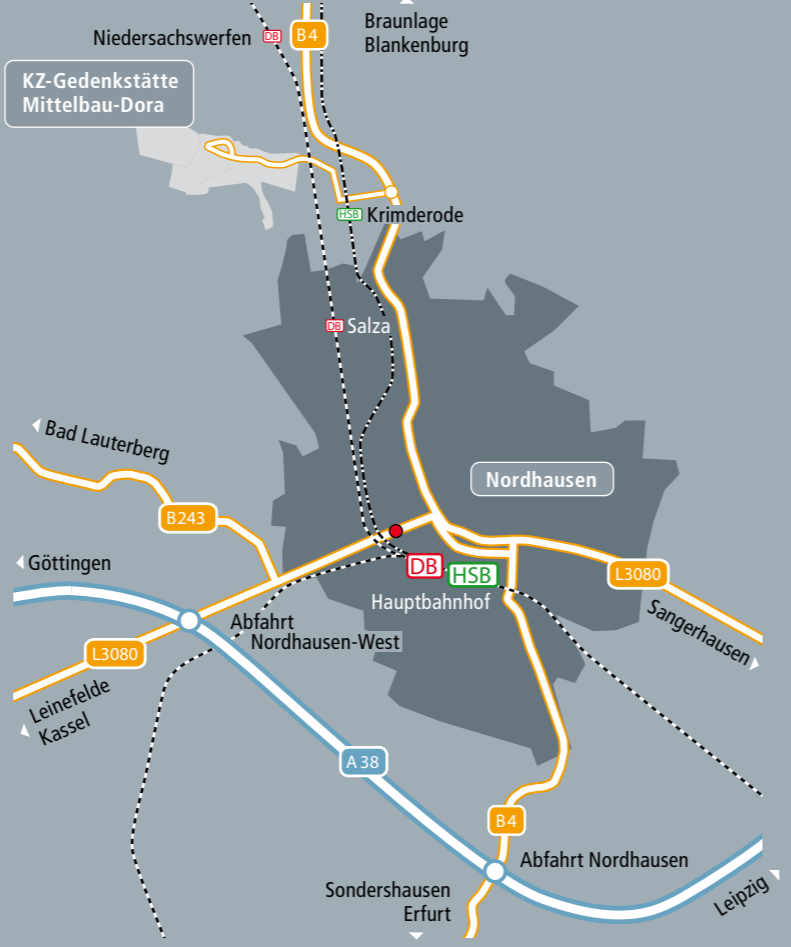 Braunlage
Blankenburg
Niedersachswerfen
DB
B 4
KZ-Gedenkstätte
Mittelbau-Dora
HSB
Krimderode
DB
Salza
Bad Lauterberg
Nordhausen
B243
Göttingen
DB
HSB
L3080
Hauptbahnhof
Sangerhausen
Abfahrt
Nordhausen-West
L3080
Leinefelde
Kassel
A 38
B4
Abfahrt Nordhausen
Sondershausen
Erfurt
Leipzig